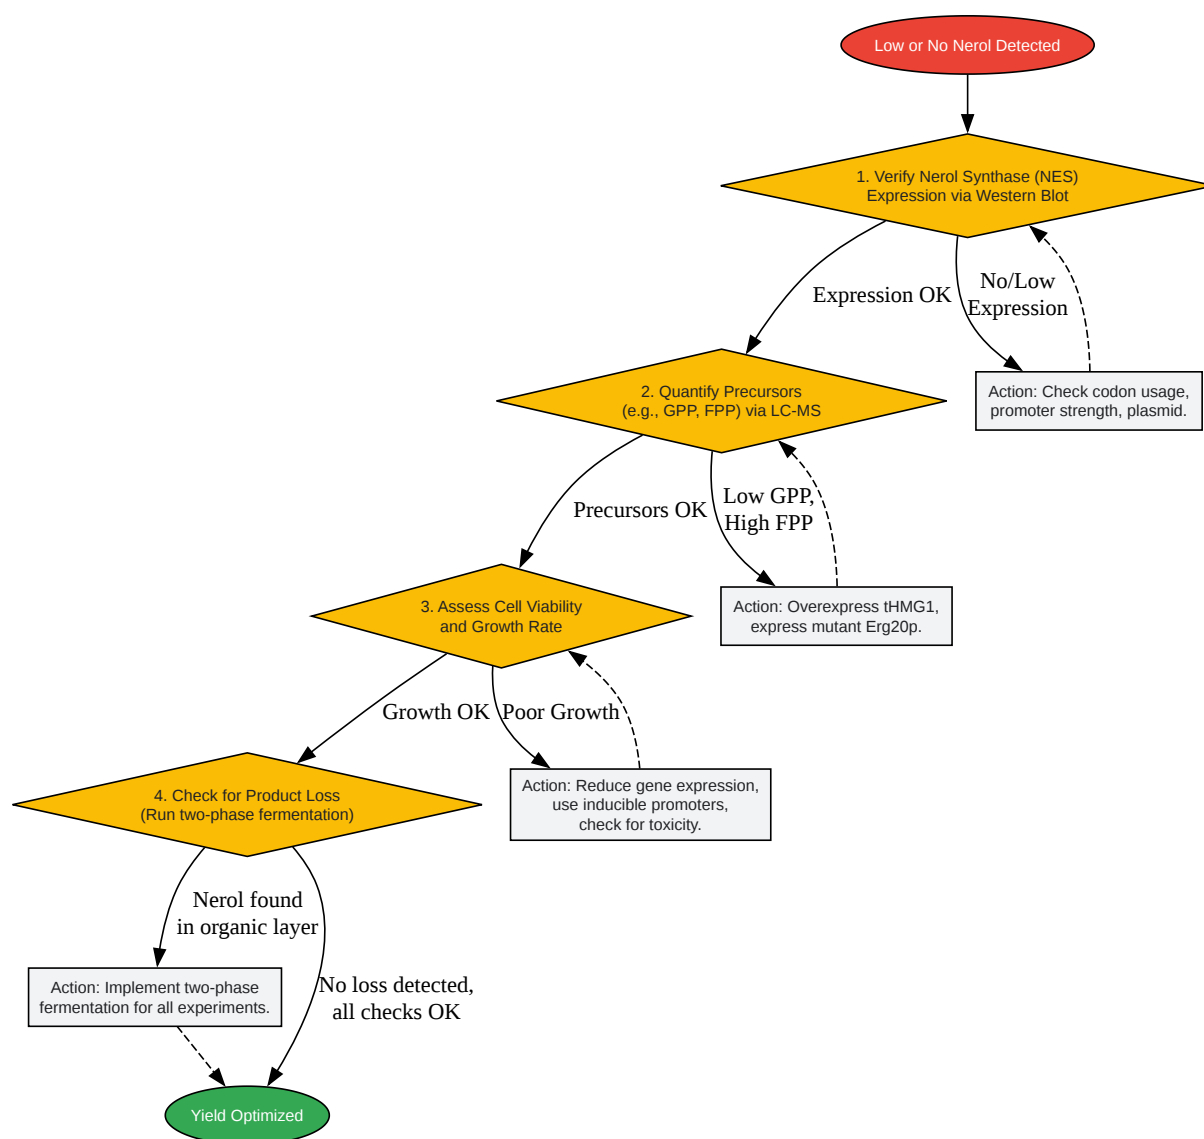 Low or No Nerol Detected
1. Verify Nerol Synthase (NES)
Expression via Western Blot
Expression OK
No/Low
Expression
Action: Check codon usage,
promoter strength, plasmid.
2. Quantify Precursors
(e.g., GPP, FPP) via LC-MS
Precursors OK
Low GPP,
High FPP
Action: Overexpress tHMG1,
express mutant Erg20p.
3. Assess Cell Viability
and Growth Rate
Growth OK
Poor Growth
Action: Reduce gene expression,
use inducible promoters,
check for toxicity.
4. Check for Product Loss
(Run two-phase fermentation)
Nerol found
in organic layer
No loss detected,
all checks OK
Action: Implement two-phase
fermentation for all experiments.
Yield Optimized